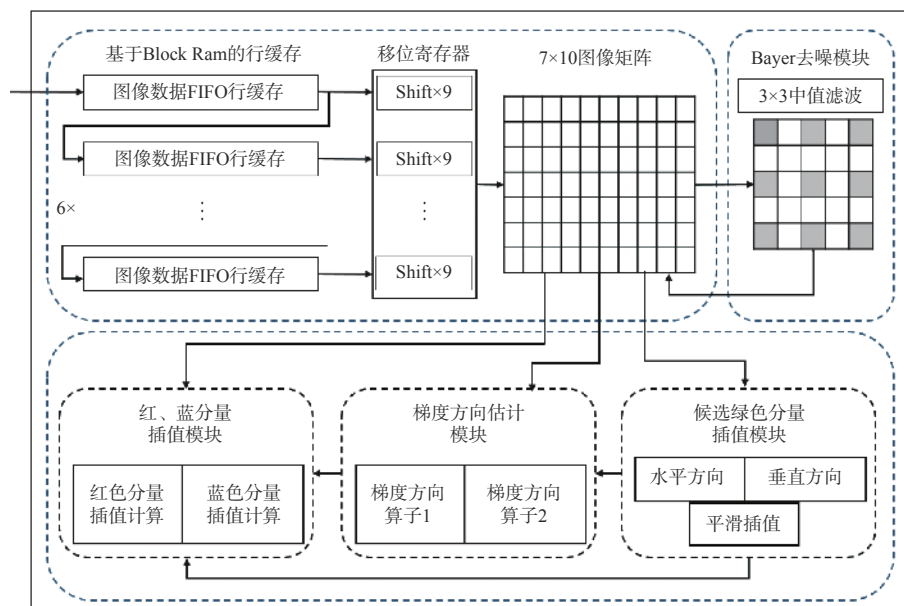 基于Block Ram的行缓存
移位寄存器
7×10图像矩阵
Bayer去噪模块
图像数据FIFO行缓存
Shift×9
3×3中值滤波
图像数据FIFO行缓存
Shift×9
6×
⋮
⋮
图像数据FIFO行缓存
Shift×9
红、蓝分量
插值模块
梯度方向估计
模块
候选绿色分量
插值模块
红色分量
插值计算
蓝色分量
插值计算
梯度方向
算子1
梯度方向
算子2
水平方向
垂直方向
平滑插值